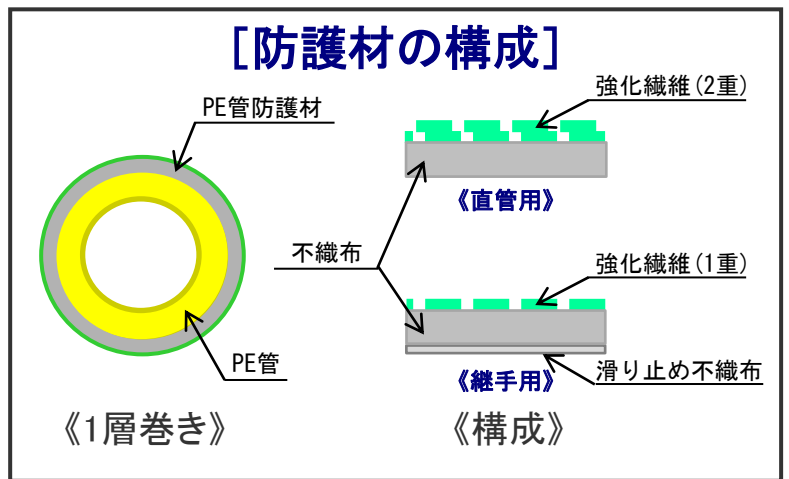 [防護材の構成]
PE管防護材
PE管
《1層巻き》
強化繊維(2重)
《直管用》
不織布
強化繊維(1重)
滑り止め不織布
《継手用》
《構成》